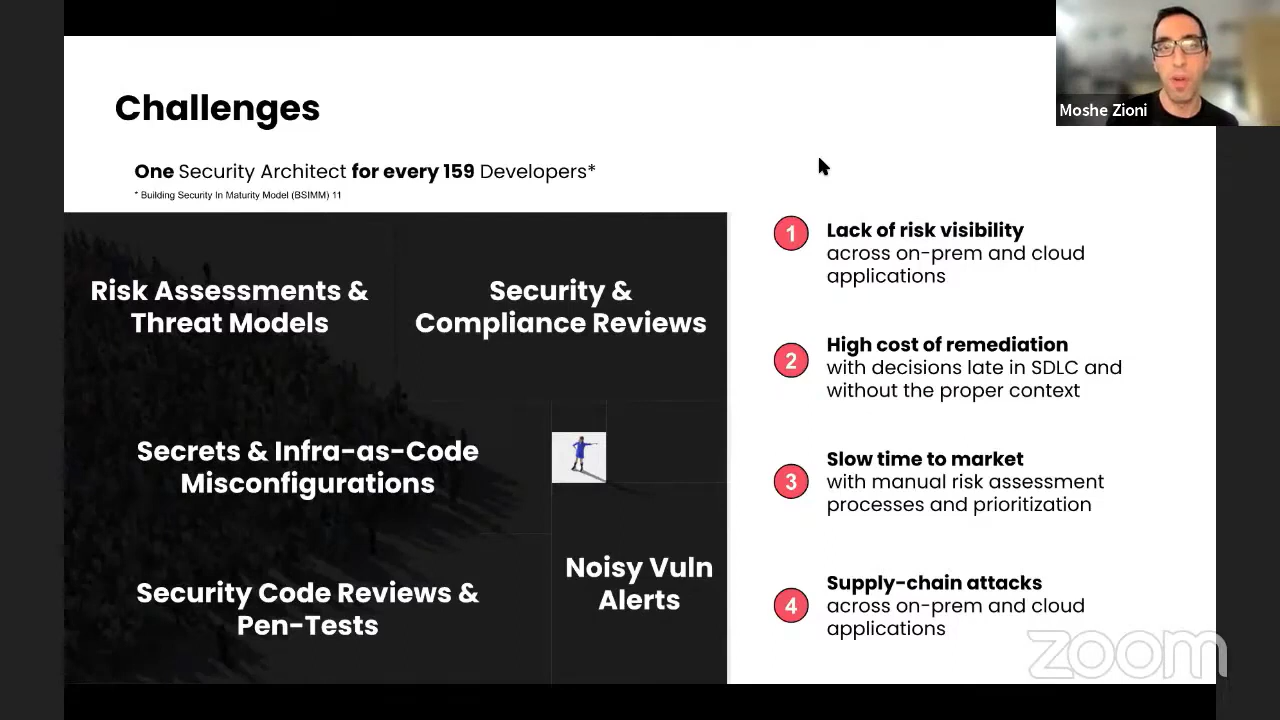 Challenges
One Security Architect for every 159 Developers*
* Building Security In Maturity Model (BSIMM) 11
Risk Assessments &
Threat Models
Security &
Compliance Reviews
Secrets & Infra-as-Code
Misconfigurations
Security Code Reviews &
Pen-Tests
Noisy Vuln
Alerts
1
Lack of risk visibility
across on-prem and cloud
applications
2
High cost of remediation
with decisions late in SDLC and
without the proper context
3
Slow time to market
with manual risk assessment
processes and prioritization
4
Supply-chain attacks
across on-prem and cloud
applications
Moshe Zioni
zoom